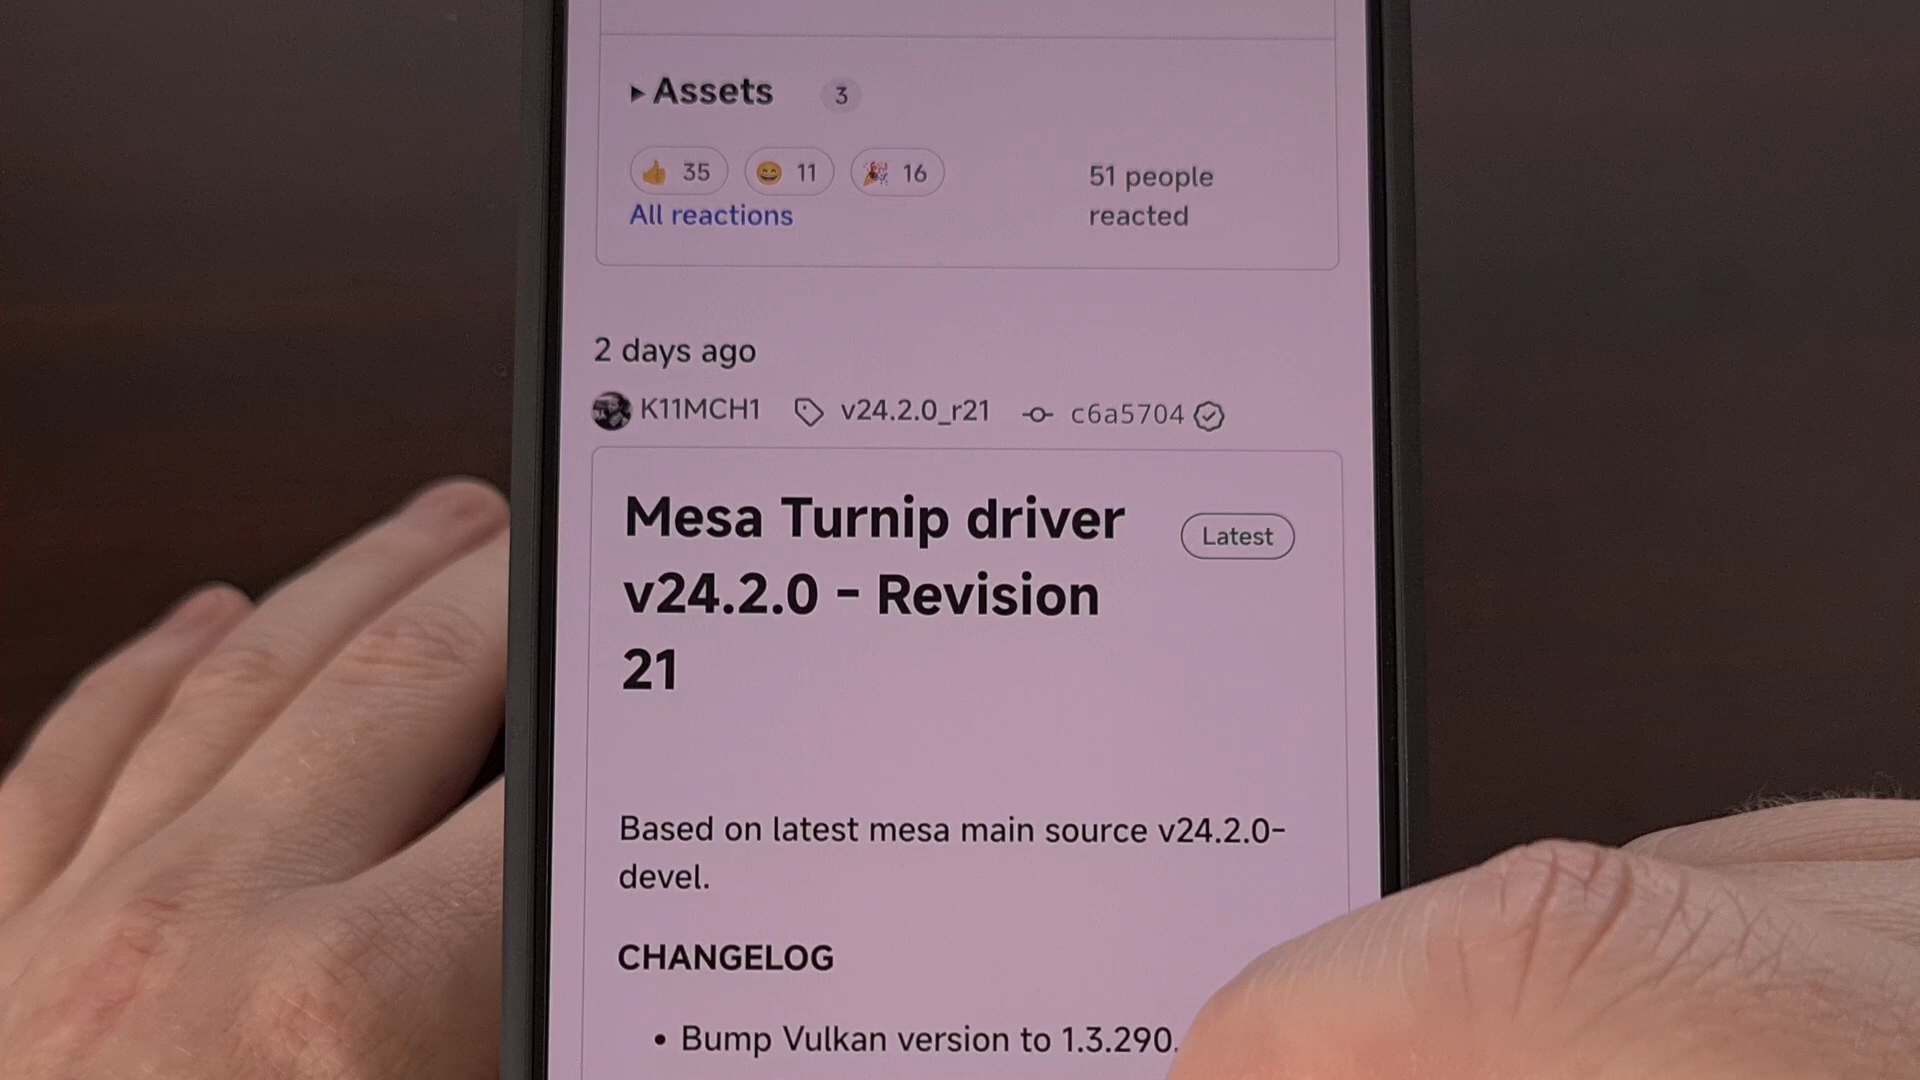 Assets 3
👍 35 😄 11 🎉 16 51 people
All reactions reacted
2 days ago
K11MCH1 v24.2.0_r21 c6a5704
Mesa Turnip driver Latest
v24.2.0 - Revision
21
Based on latest mesa main source v24.2.0-
devel.
CHANGELOG
• Bump Vulkan version to 1.3.290.